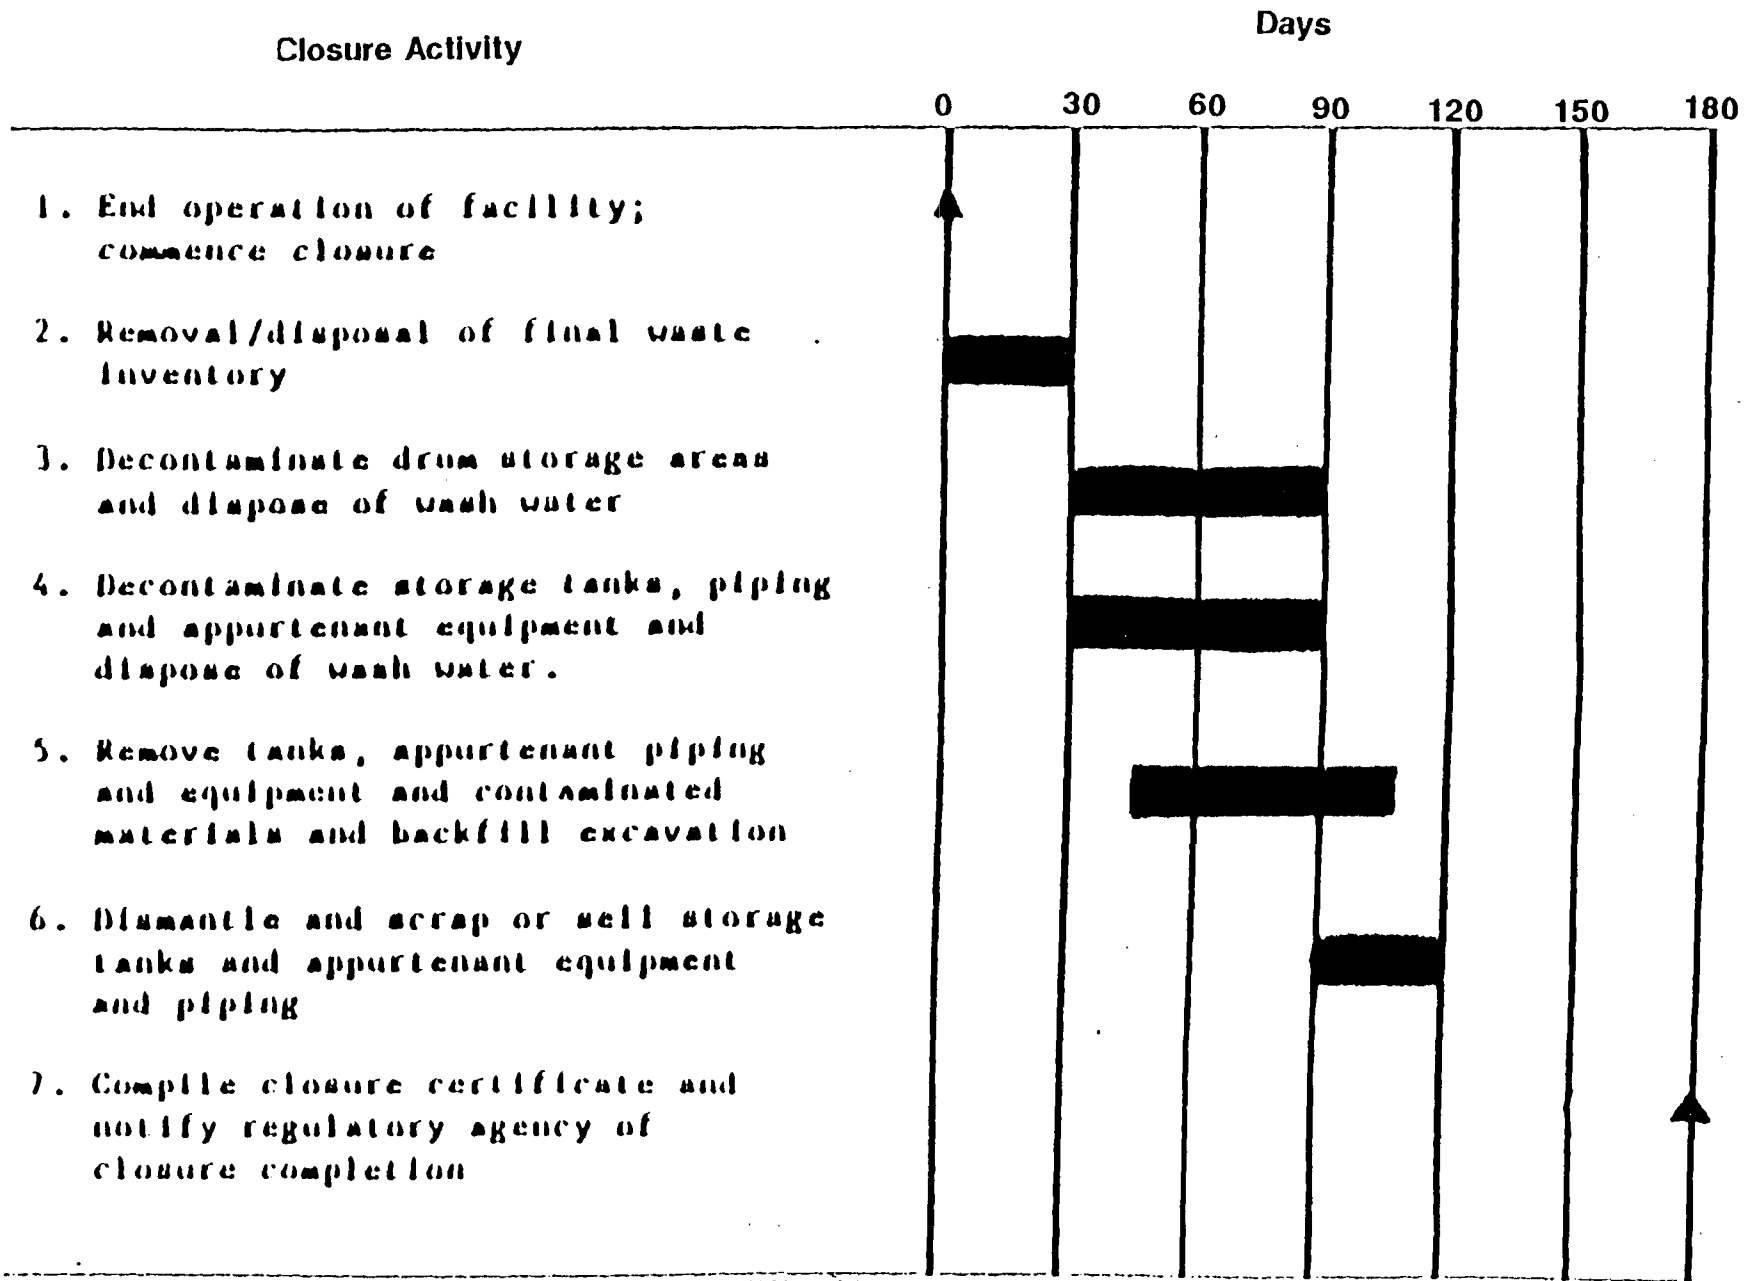 Days
Closure Activity
0 30 60 90 120 150 180
1. End operation of facility;
commence closure
2. Removal/disposal of final waste
inventory
3. Decontaminate drum storage areas
and dispose of wash water
4. Decontaminate storage tanks, piping
and appurtenant equipment and
dispose of wash water.
5. Remove tanks, appurtenant piping
and equipment and contaminated
materials and backfill excavation
6. Dismantle and scrap or sell storage
tanks and appurtenant equipment
and piping
7. Compile closure certificate and
notify regulatory agency of
closure completion